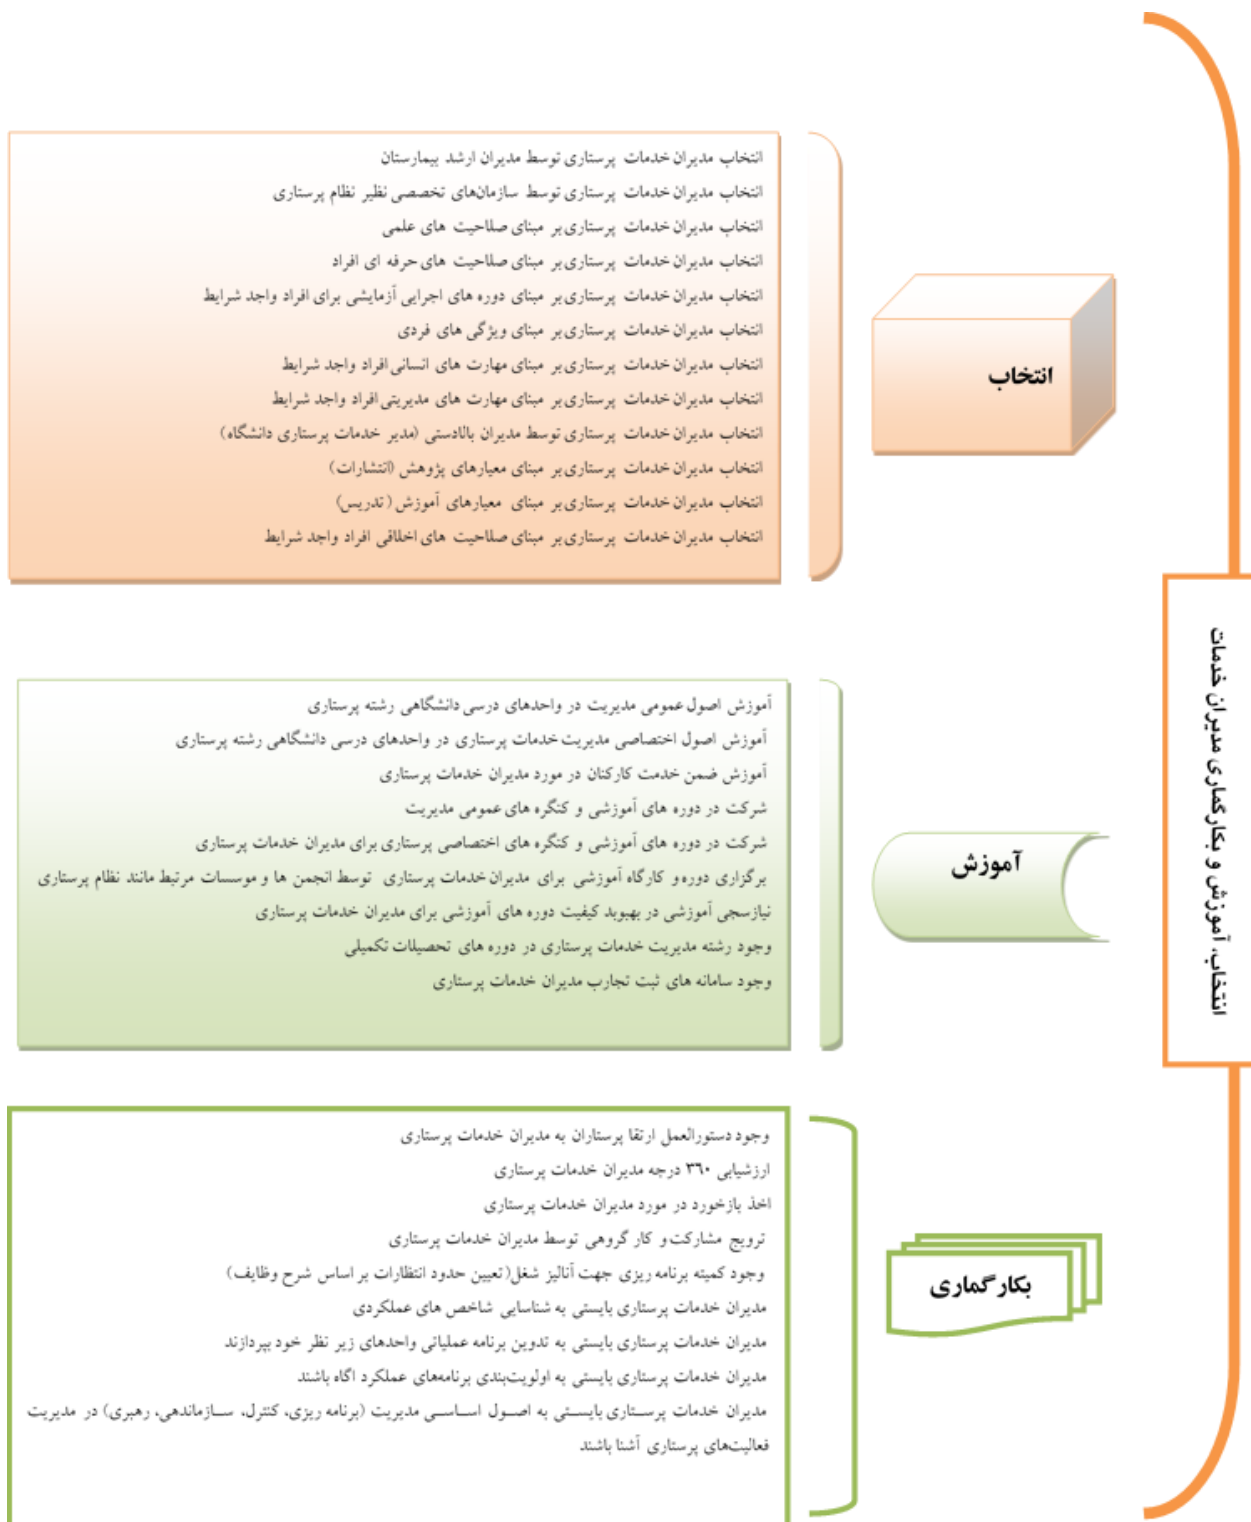 انتخاب، آموزش و بکارگماری مدیران خدمات
انتخاب
انتخاب مدیران خدمات پرستاری توسط مدیران ارشد بیمارستان
انتخاب مدیران خدمات پرستاری توسط سازمان‌های تخصصی نظیر نظام پرستاری
انتخاب مدیران خدمات پرستاری بر مبنای صلاحیت های علمی
انتخاب مدیران خدمات پرستاری بر مبنای صلاحیت های حرفه ای افراد
انتخاب مدیران خدمات پرستاری بر مبنای دوره های اجرایی آزمایشی برای افراد واجد شرایط
انتخاب مدیران خدمات پرستاری بر مبنای ویژگی های فردی
انتخاب مدیران خدمات پرستاری بر مبنای مهارت های انسانی افراد واجد شرایط
انتخاب مدیران خدمات پرستاری بر مبنای مهارت های مدیریتی افراد واجد شرایط
انتخاب مدیران خدمات پرستاری توسط مدیران بالادستی (مدیر خدمات پرستاری دانشگاه)
انتخاب مدیران خدمات پرستاری بر مبنای معیارهای پژوهش (انتشارات)
انتخاب مدیران خدمات پرستاری بر مبنای معیارهای آموزش (تدریس)
انتخاب مدیران خدمات پرستاری بر مبنای صلاحیت های اخلاقی افراد واجد شرایط
آموزش
آموزش اصول عمومی مدیریت در واحدهای درسی دانشگاهی رشته پرستاری
آموزش اصول اختصاصی مدیریت خدمات پرستاری در واحدهای درسی دانشگاهی رشته پرستاری
آموزش ضمن خدمت کارکنان در مورد مدیران خدمات پرستاری
شرکت در دوره های آموزشی و کنگره های عمومی مدیریت
شرکت در دوره های آموزشی و کنگره های اختصاصی پرستاری برای مدیران خدمات پرستاری
برگزاری دوره و کارگاه آموزشی برای مدیران خدمات پرستاری توسط انجمن ها و موسسات مرتبط مانند نظام پرستاری
نیازسجی آموزشی در بهبوبد کیفیت دوره های آموزشی برای مدیران خدمات پرستاری
وجود رشته مدیریت خدمات پرستاری در دوره های تحصیلات تکمیلی
وجود سامانه های ثبت تجارب مدیران خدمات پرستاری
بکارگماری
وجود دستورالعمل ارتقا پرستاران به مدیران خدمات پرستاری
ارزشیابی ۳۶۰ درجه مدیران خدمات پرستاری
اخذ بازخورد در مورد مدیران خدمات پرستاری
ترویج مشارکت و کار گروهی توسط مدیران خدمات پرستاری
وجود کمیته برنامه ریزی جهت آنالیز شغل(تعیین حدود انتظارات بر اساس شرح وظایف)
مدیران خدمات پرستاری بایستی به شناسایی شاخص های عملکردی
مدیران خدمات پرستاری بایستی به تدوین برنامه عملیاتی واحدهای زیر نظر خود بپردازند
مدیران خدمات پرستاری بایستی به اولویت‌بندی برنامه‌های عملکرد اگاه باشند
مدیران خدمات پرستاری بایستی به اصول اساسی مدیریت (برنامه ریزی، کنترل، سازماندهی، رهبری) در مدیریت
فعالیت‌های پرستاری آشنا باشند